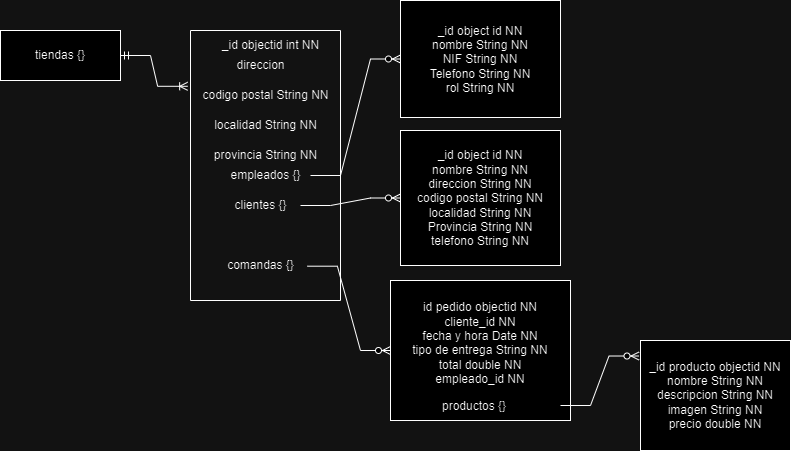 tiendas {}
_id objectid int NN
direccion
codigo postal String NN
localidad String NN
provincia String NN
empleados {}
clientes {}
comandas {}
_id object id NN
nombre String NN
NIF String NN
Telefono String NN
rol String NN
_id object id NN
nombre String NN
direccion String NN
codigo postal String NN
localidad String NN
Provincia String NN
telefono String NN
id pedido objectid NN
cliente_id NN
fecha y hora Date NN
tipo de entrega String NN
total double NN
empleado_id NN
productos {}
_id producto objectid NN
nombre String NN
descripcion String NN
imagen String NN
precio double NN